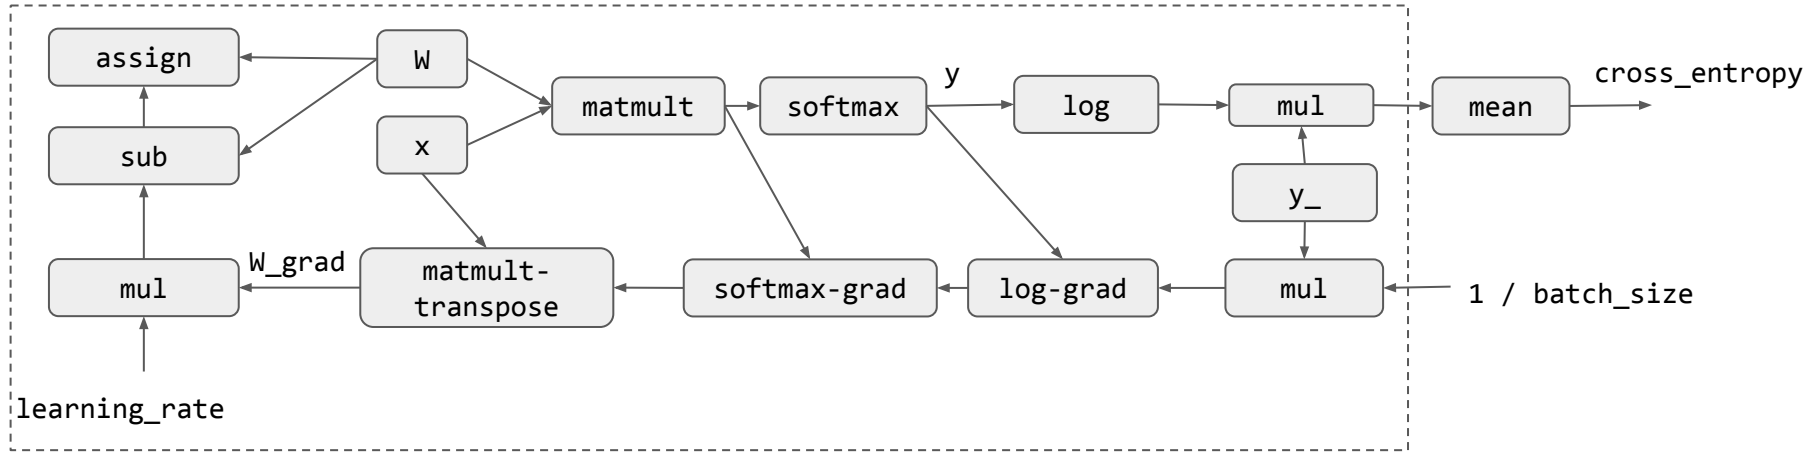 assign
W
y
cross_entropy
matmult
softmax
log
mul
mean
sub
x
y_
W_grad
mul
matmult-
transpose
softmax-grad
log-grad
mul
1 / batch_size
learning_rate